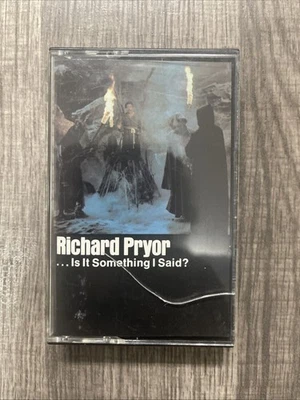 Richard Pryor
...Is It Something I Said?